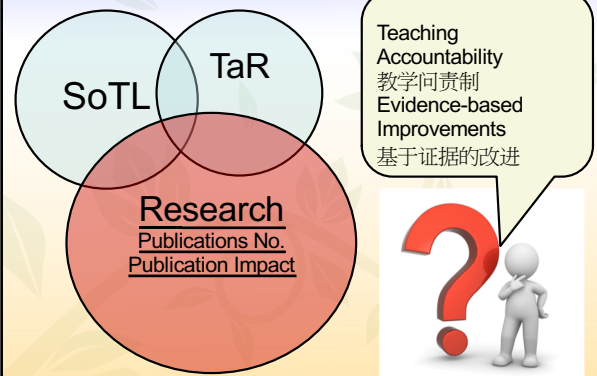 SoTL
TaR
Research
Publications No.
Publication Impact
Teaching
Accountability
教学问责制
Evidence-based
Improvements
基于证据的改进